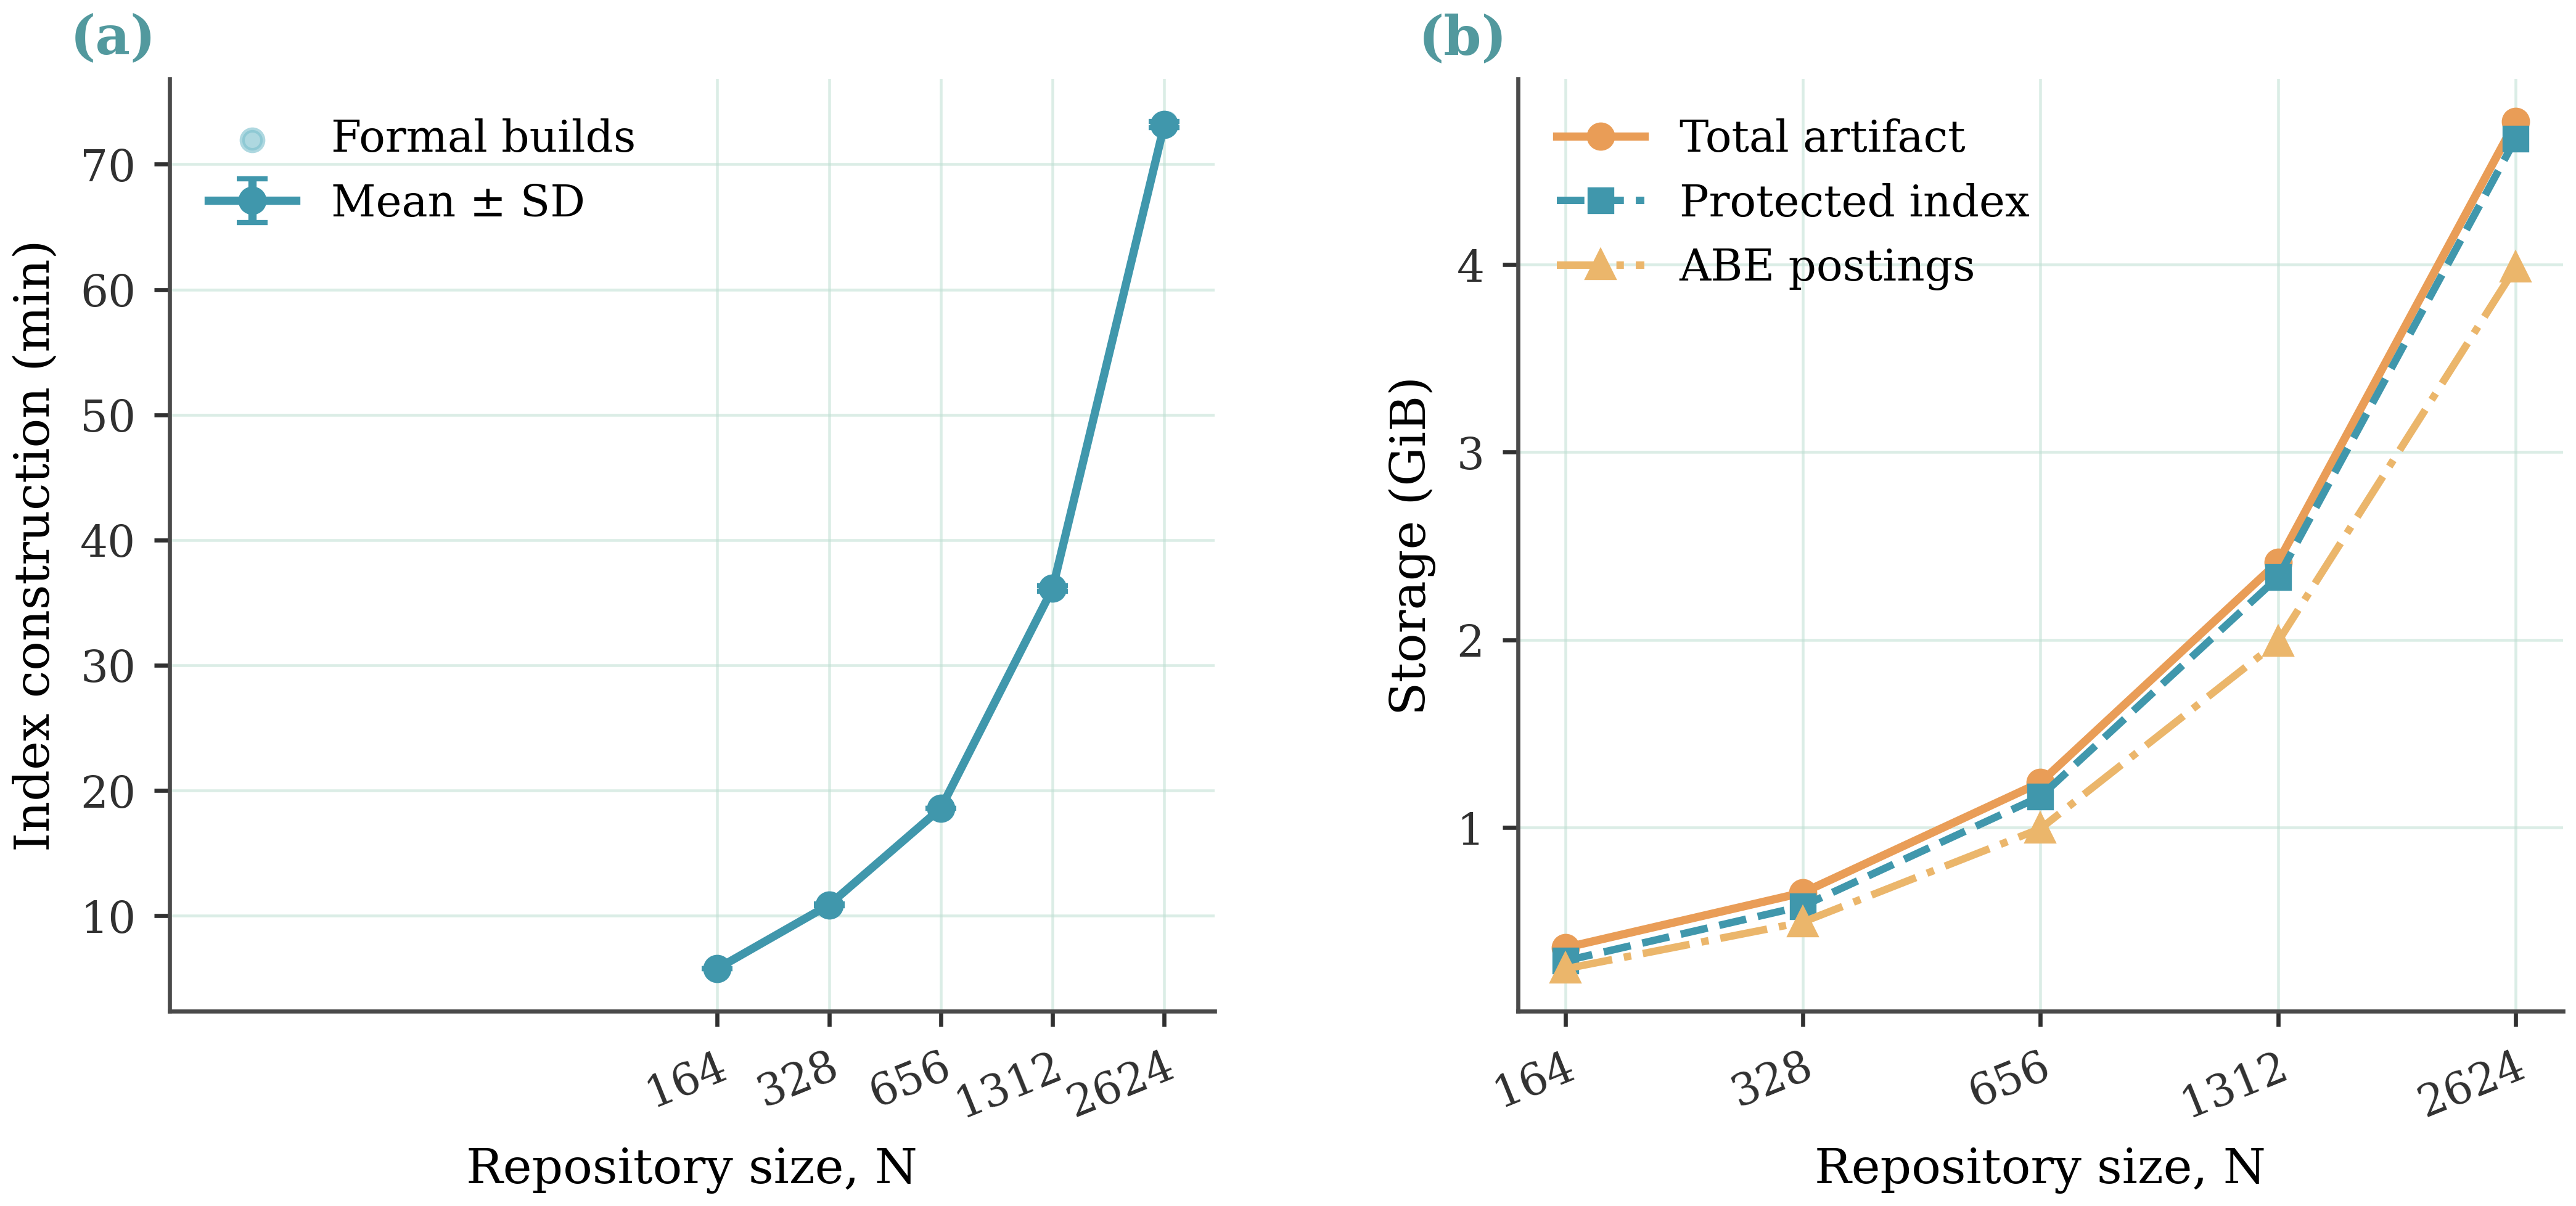 (a)
Formal builds
Mean ± SD
Index construction (min)
70
60
50
40
30
20
10
164
328
656
1312
2624
Repository size, N
(b)
Total artifact
Protected index
ABE postings
Storage (GiB)
4
3
2
1
164
328
656
1312
2624
Repository size, N